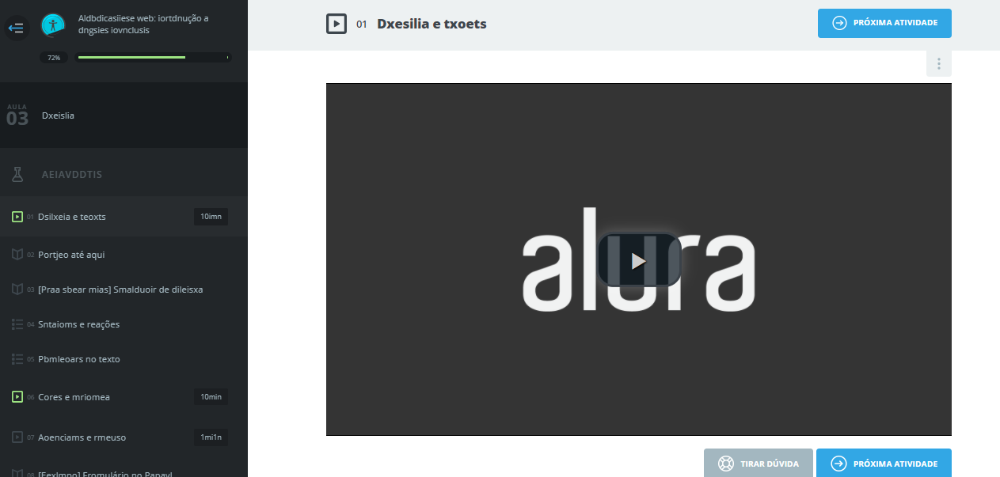 Aldbdicasiiese web: iortdnução a
dngsies iovnclusis
72%
AULA
03
Dxeislia
AEIAVDDTIS
01 Dsilxeia e teoxts 10imn
02 Portjeo até aqui
03 [Praa sbear mias] Smalduoir de dileisxa
04 Sntaioms e reações
05 Pbmleoars no texto
06 Cores e mriomea 10min
07 Aoenciams e rmeuso 1mi1n
08 [EexImpo] Fromulário no Papayl
01 Dxesilia e txoets
PRÓXIMA ATIVIDADE
alura
TIRAR DÚVIDA
PRÓXIMA ATIVIDADE